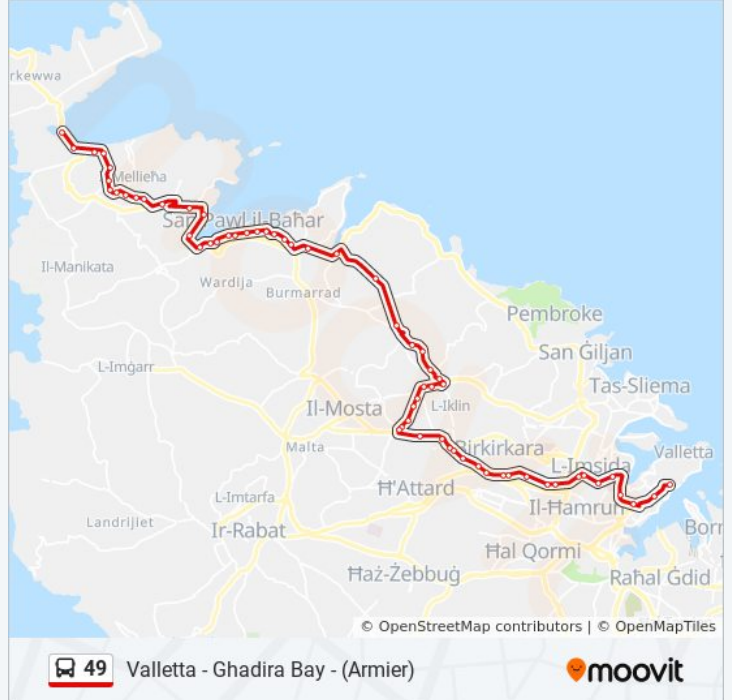 rkewwa
Mellieħa
San Pawl il-Baħar
Il-Manikata
Wardija
Burmarrad
Pembroke
San Ġiljan
L-Imġarr
Tas-Sliema
Il-Mosta
L-Iklin
Malta
Birkirkara
Valletta
L-Imsida
Ħ'Attard
L-Imtarfa
Il-Ħamrun
Landrijiet
Ir-Rabat
Born
Ħal Qormi
Ħaż-Żebbuġ
Raħal Ġdid
© OpenStreetMap contributors | © OpenMapTiles
49 Valletta - Ghadira Bay - (Armier)
moovit